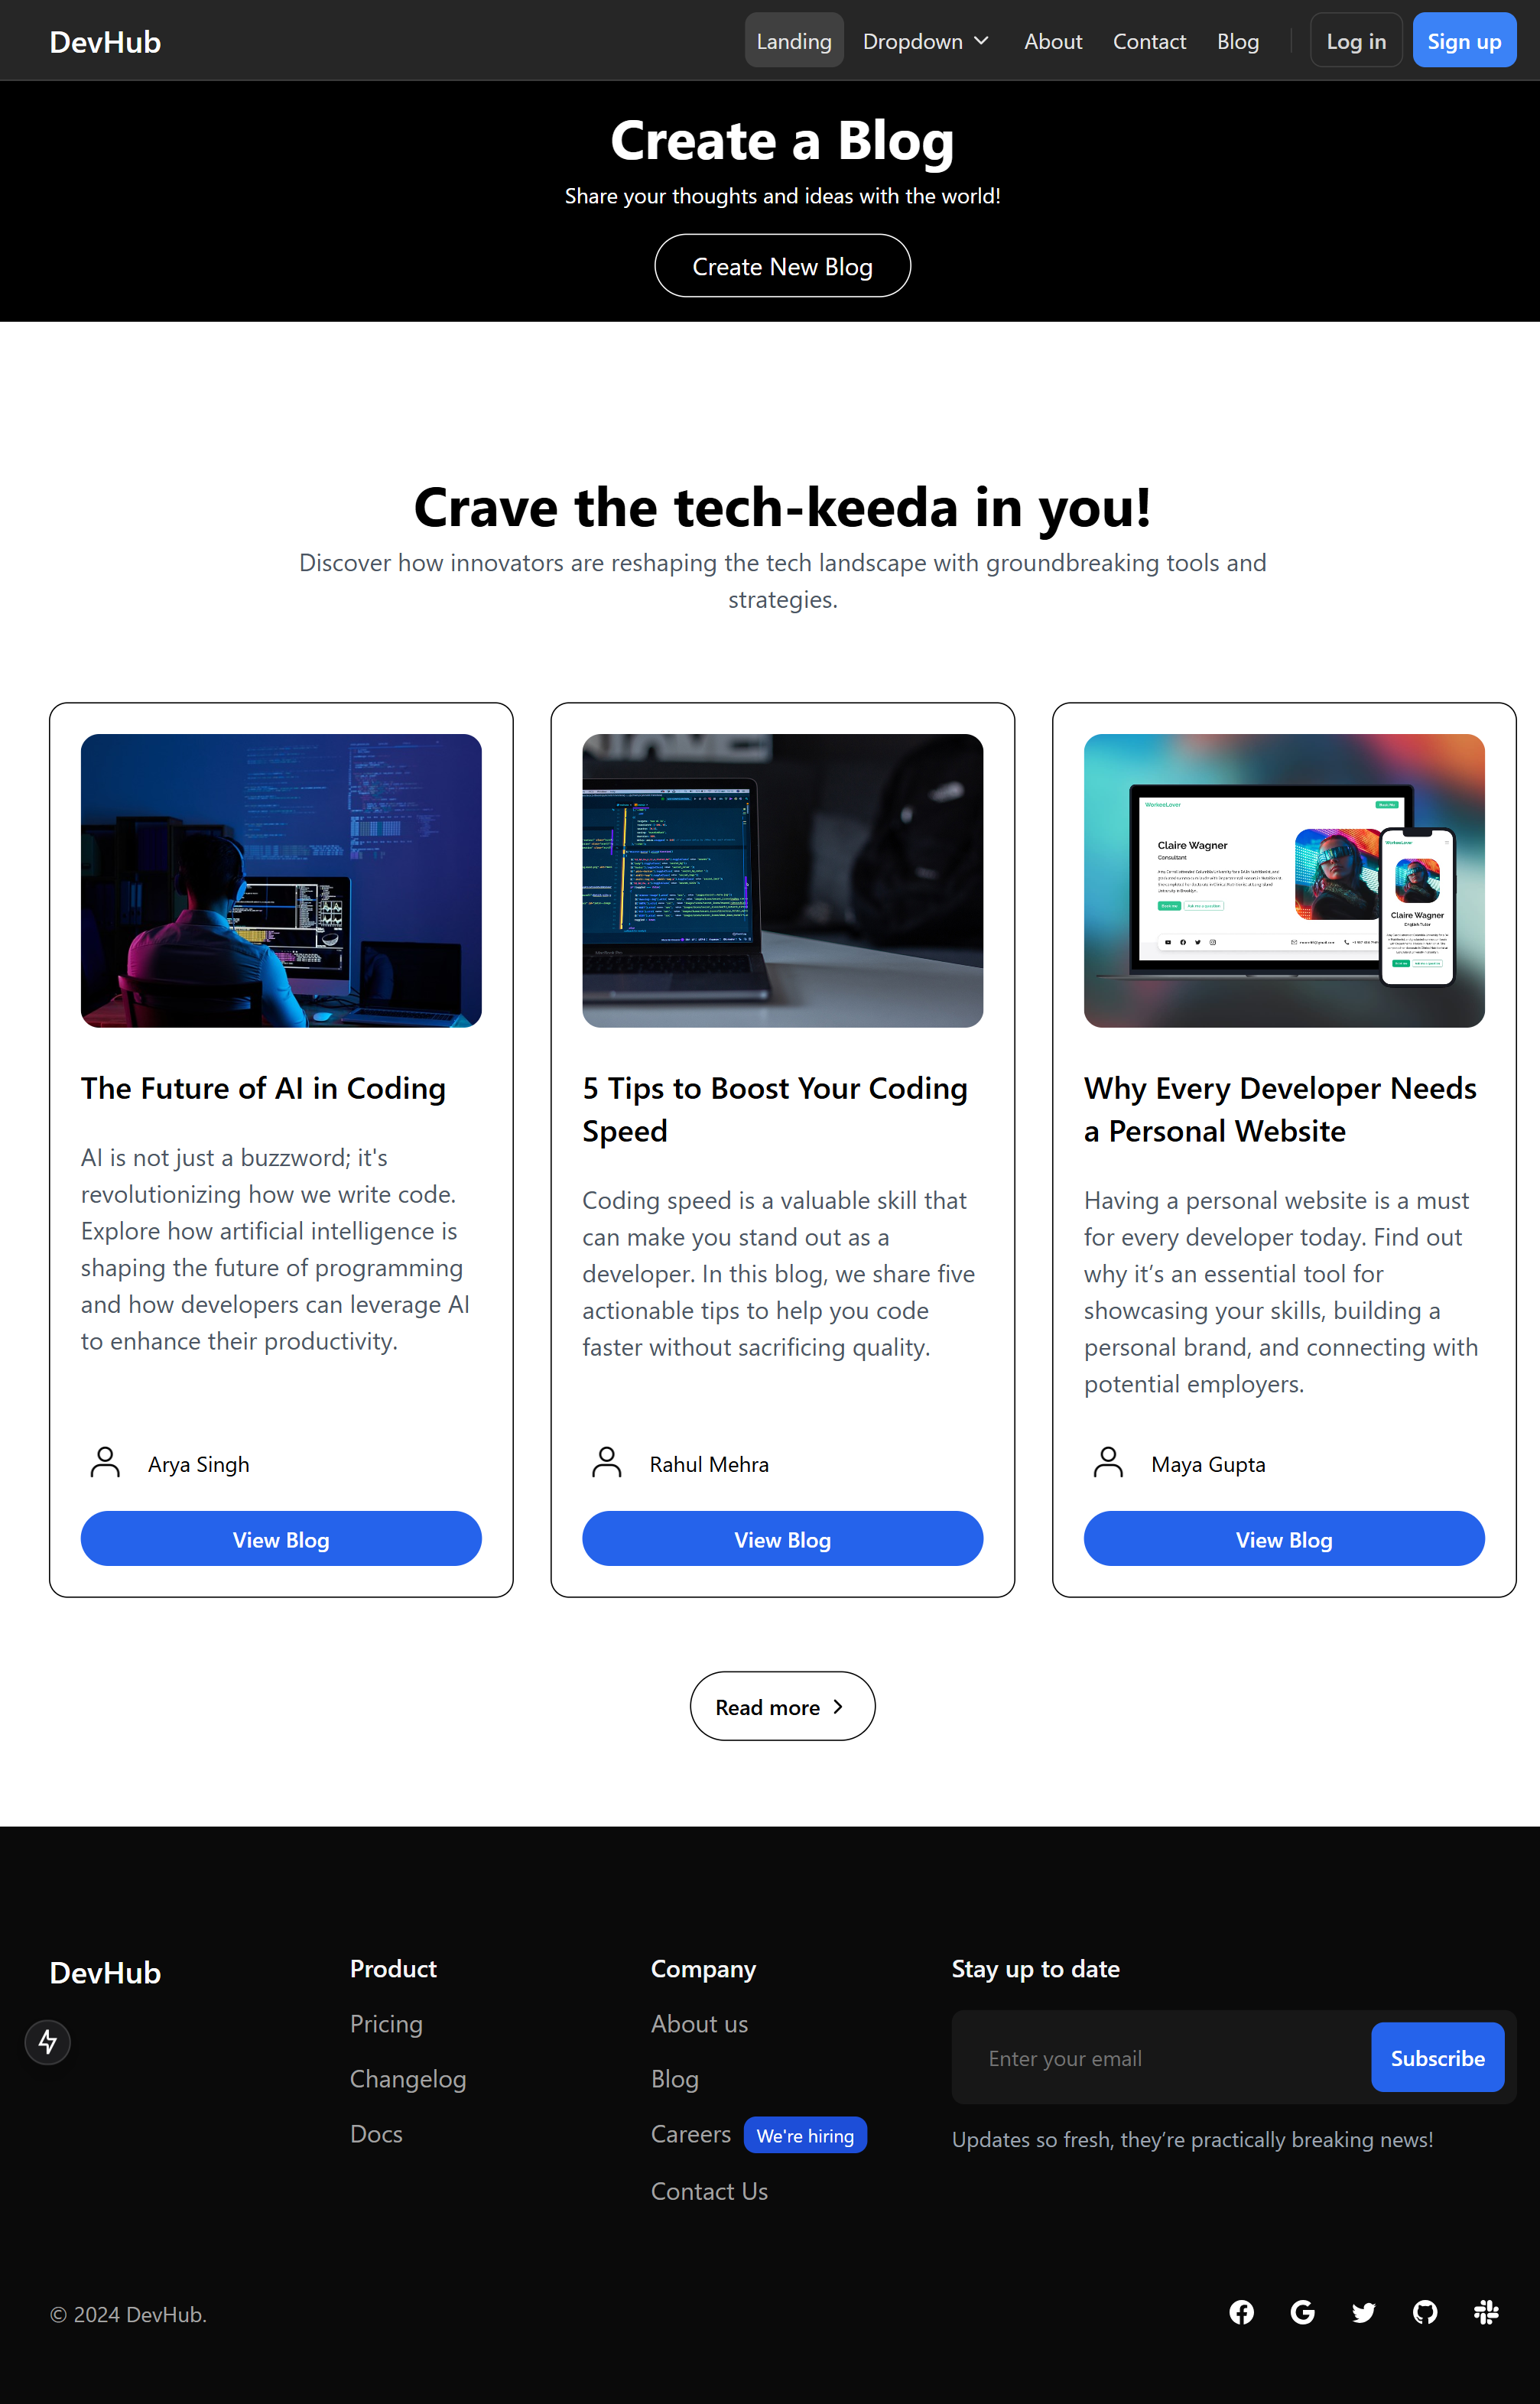 DevHub
Landing Dropdown About Contact Blog Log in Sign up
Create a Blog
Share your thoughts and ideas with the world!
Create New Blog
Crave the tech-keeda in you!
Discover how innovators are reshaping the tech landscape with groundbreaking tools and
strategies.
WorkeeLover
Claire Wagner
Consultant
WorkeeLover
Claire Wagner
English Tutor
The Future of AI in Coding
AI is not just a buzzword; it's
revolutionizing how we write code.
Explore how artificial intelligence is
shaping the future of programming
and how developers can leverage AI
to enhance their productivity.
Arya Singh
View Blog
5 Tips to Boost Your Coding
Speed
Coding speed is a valuable skill that
can make you stand out as a
developer. In this blog, we share five
actionable tips to help you code
faster without sacrificing quality.
Rahul Mehra
View Blog
Why Every Developer Needs
a Personal Website
Having a personal website is a must
for every developer today. Find out
why it’s an essential tool for
showcasing your skills, building a
personal brand, and connecting with
potential employers.
Maya Gupta
View Blog
Read more
DevHub
Product
Pricing
Changelog
Docs
Company
About us
Blog
Careers We're hiring
Contact Us
Stay up to date
Enter your email Subscribe
Updates so fresh, they’re practically breaking news!
© 2024 DevHub.